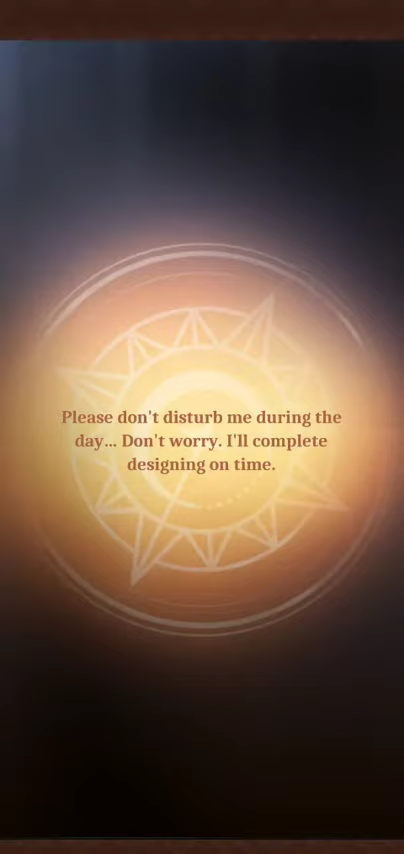 Please don't disturb me during the
day... Don't worry. I'll complete
designing on time.